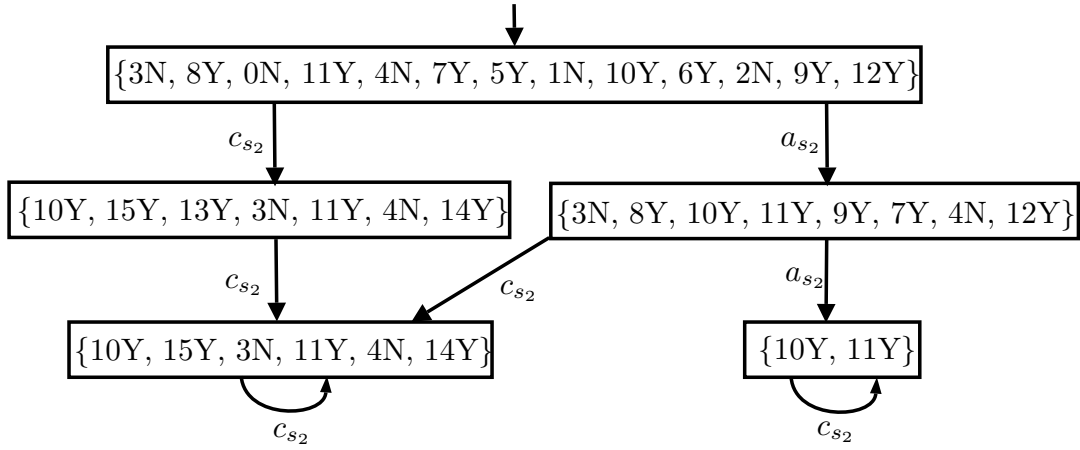 {3N, 8Y, 0N, 11Y, 4N, 7Y, 5Y, 1N, 10Y, 6Y, 2N, 9Y, 12Y}
c_{s_2} a_{s_2}
{10Y, 15Y, 13Y, 3N, 11Y, 4N, 14Y} {3N, 8Y, 10Y, 11Y, 9Y, 7Y, 4N, 12Y}
c_{s_2} c_{s_2} a_{s_2}
{10Y, 15Y, 3N, 11Y, 4N, 14Y} {10Y, 11Y}
c_{s_2} c_{s_2}